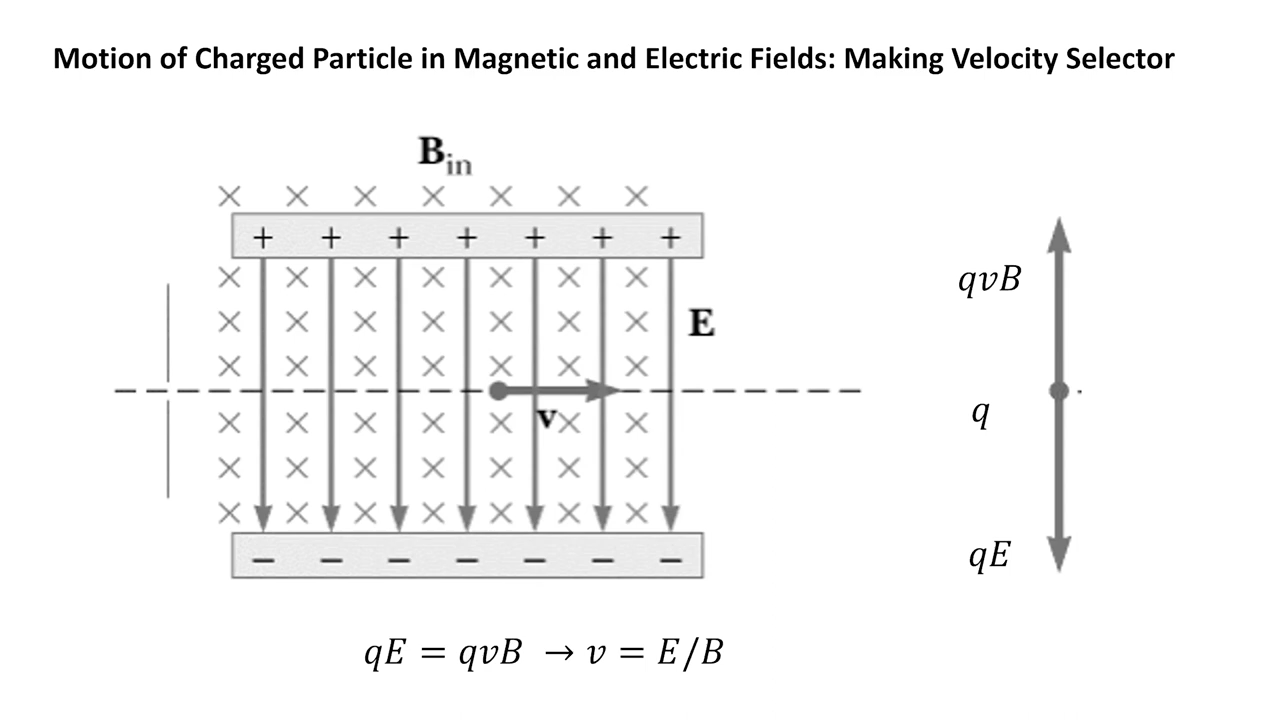 Motion of Charged Particle in Magnetic and Electric Fields: Making Velocity Selector
B_in
× × × × × × ×
+ + + + + + +
× × × × × × ×
× × × × × × ×
E
× × × × × × ×
v
× × × × × × ×
× × × × × × ×
× × × × × × ×
− − − − − − −
qvB
q
qE
qE = qvB → v = E/B